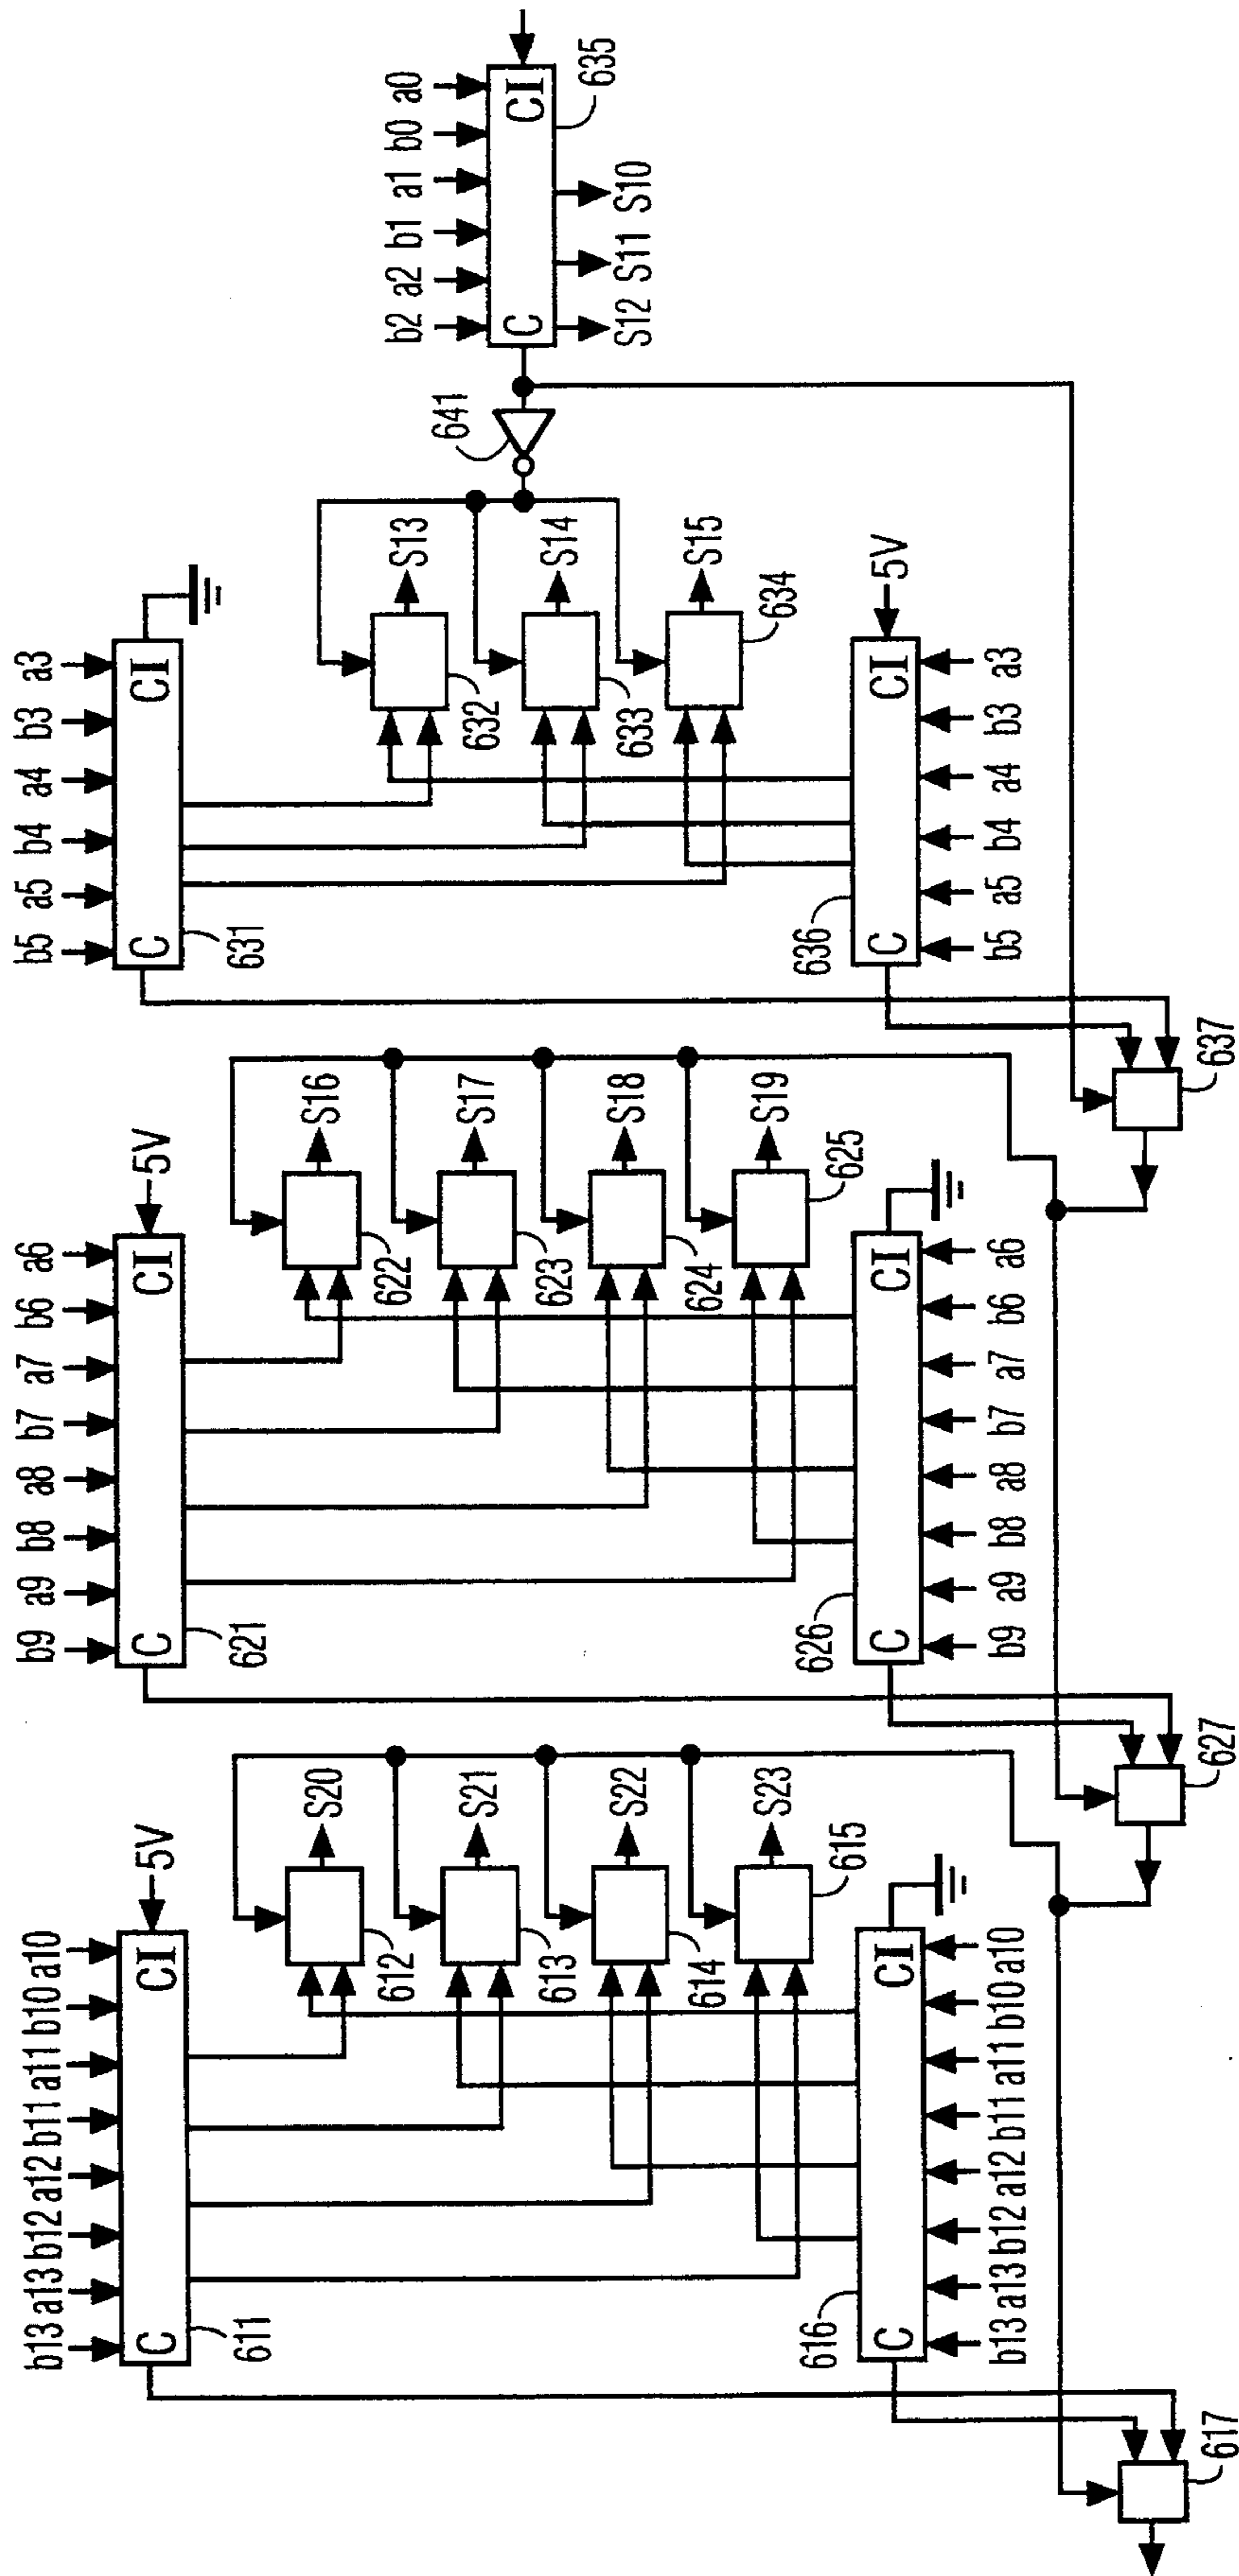 b13 a13 b12 a12 b11 a11 b10 a10
C CI
5V
611
S20
612
S21
613
S22
614
S23
615
616
C CI
b13 a13 b12 a12 b11 a11 b10 a10
617
b9 a9 b8 a8 b7 a7 b6 a6
C CI
5V
621
S16
622
S17
623
S18
624
S19
625
626
C CI
b9 a9 b8 a8 b7 a7 b6 a6
627
b5 a5 b4 a4 b3 a3
C CI
631
S13
632
S14
633
S15
634
5V
636
C CI
b5 a5 b4 a4 b3 a3
637
641
b2 a2 b1 a1 b0 a0
C CI
635
S12 S11 S10